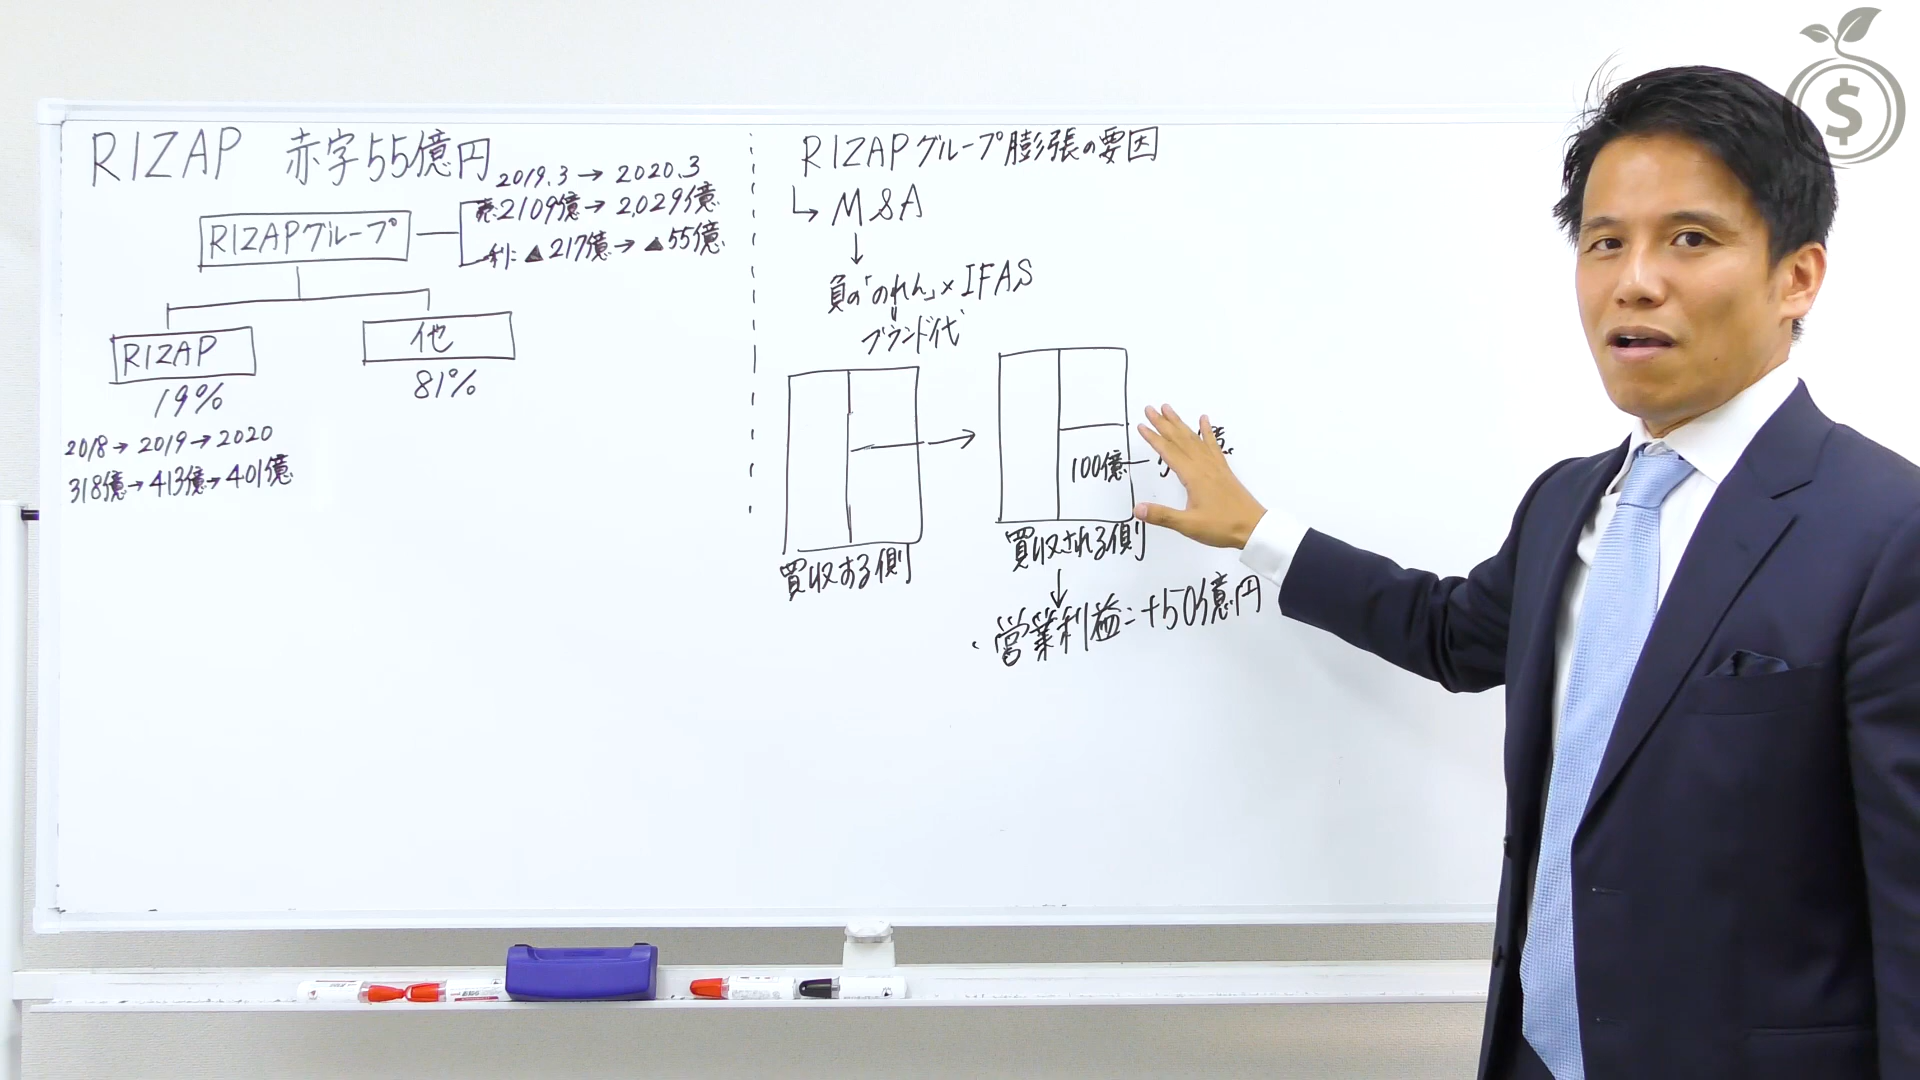 RIZAP 赤字55億円
2019.3→2020.3
RIZAPグループ
売2109億→2,029億
利:▲217億→▲55億
RIZAP
他
19%
81%
2018→2019→2020
318億→413億→401億
RIZAPグループ膨張の要因
↳M&A
↓
負の「のれん」×IFAS
ブランド代
→
100億
億
買収する側
買収される側
↓
・営業利益=+50億円
$